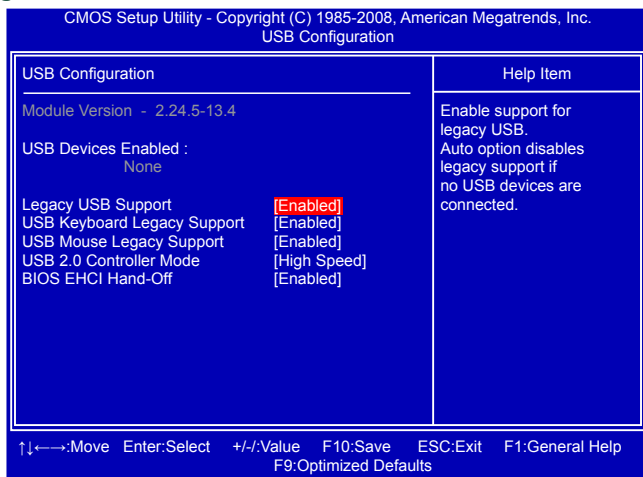 CMOS Setup Utility - Copyright (C) 1985-2008, American Megatrends, Inc.
USB Configuration
USB Configuration
Module Version - 2.24.5-13.4
USB Devices Enabled :
None
Legacy USB Support [Enabled]
USB Keyboard Legacy Support [Enabled]
USB Mouse Legacy Support [Enabled]
USB 2.0 Controller Mode [High Speed]
BIOS EHCI Hand-Off [Enabled]
Help Item
Enable support for
legacy USB.
Auto option disables
legacy support if
no USB devices are
connected.
↑↓←→:Move Enter:Select +/-/:Value F10:Save ESC:Exit F1:General Help
F9:Optimized Defaults